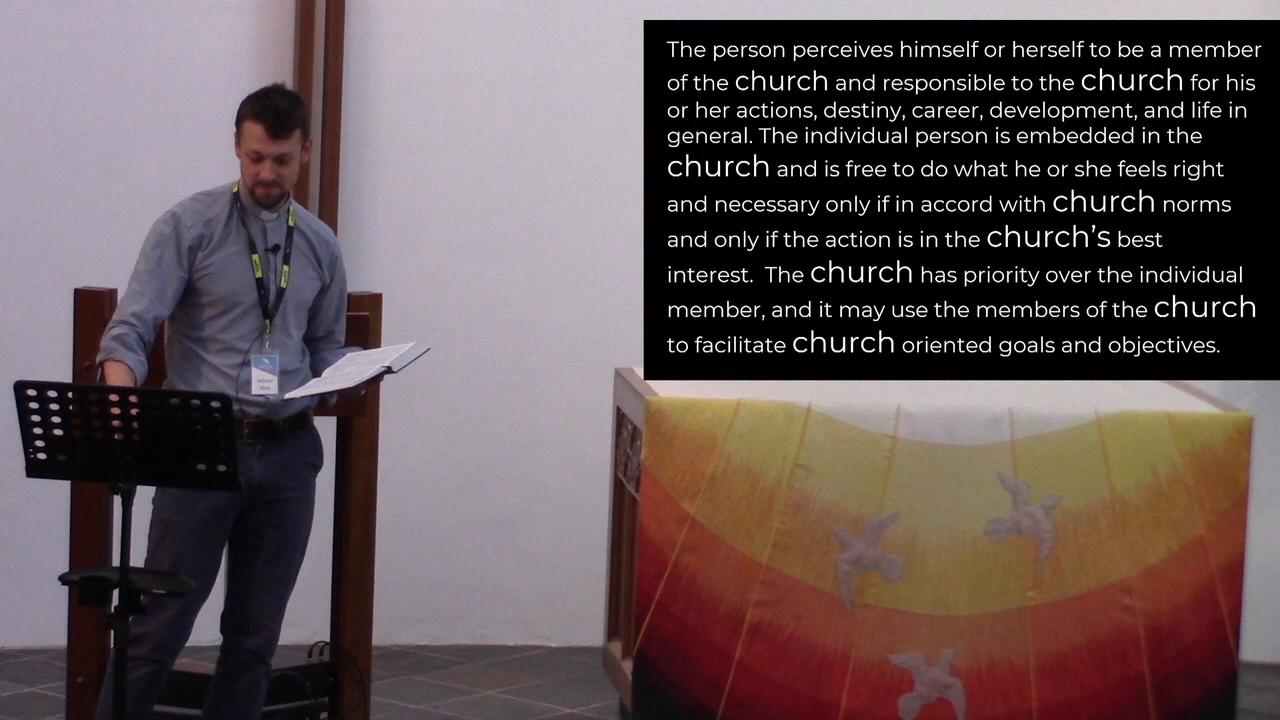 The person perceives himself or herself to be a member
of the church and responsible to the church for his
or her actions, destiny, career, development, and life in
general. The individual person is embedded in the
church and is free to do what he or she feels right
and necessary only if in accord with church norms
and only if the action is in the church's best
interest.  The church has priority over the individual
member, and it may use the members of the church
to facilitate church oriented goals and objectives.